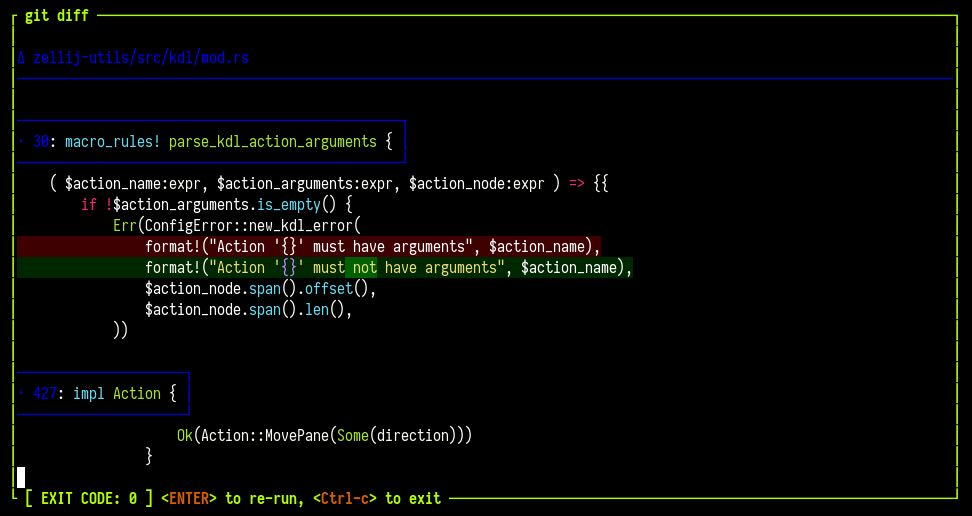 git diff
Δ zellij-utils/src/kdl/mod.rs
· 30: macro_rules! parse_kdl_action_arguments {
( $action_name:expr, $action_arguments:expr, $action_node:expr ) => {{
if !$action_arguments.is_empty() {
Err(ConfigError::new_kdl_error(
format!("Action '{}' must have arguments", $action_name),
format!("Action '{}' must not have arguments", $action_name),
$action_node.span().offset(),
$action_node.span().len(),
))
· 427: impl Action {
Ok(Action::MovePane(Some(direction)))
}
[ EXIT CODE: 0 ] <ENTER> to re-run, <Ctrl-c> to exit